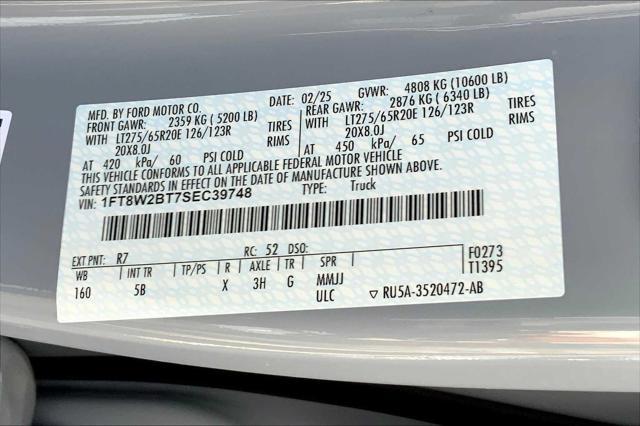 MFD. BY FORD MOTOR CO. DATE: 02/25 GVWR: 4808 KG (10600 LB)
FRONT GAWR: 2359 KG ( 5200 LB) REAR GAWR: 2876 KG ( 6340 LB)
WITH LT275/65R20E 126/123R TIRES WITH LT275/65R20E 126/123R TIRES
20X8.0J RIMS 20X8.0J RIMS
AT 420 kPa/ 60 PSI COLD AT 450 kPa/ 65 PSI COLD
THIS VEHICLE CONFORMS TO ALL APPLICABLE FEDERAL MOTOR VEHICLE
SAFETY STANDARDS IN EFFECT ON THE DATE OF MANUFACTURE SHOWN ABOVE.
VIN: 1FT8W2BT7SEC39748 TYPE: Truck
EXT PNT: R7 RC: 52 DSO: F0273
WB INT TR TP/PS R AXLE TR SPR T1395
160 5B X 3H G MMJJ
ULC RU5A-3520472-AB